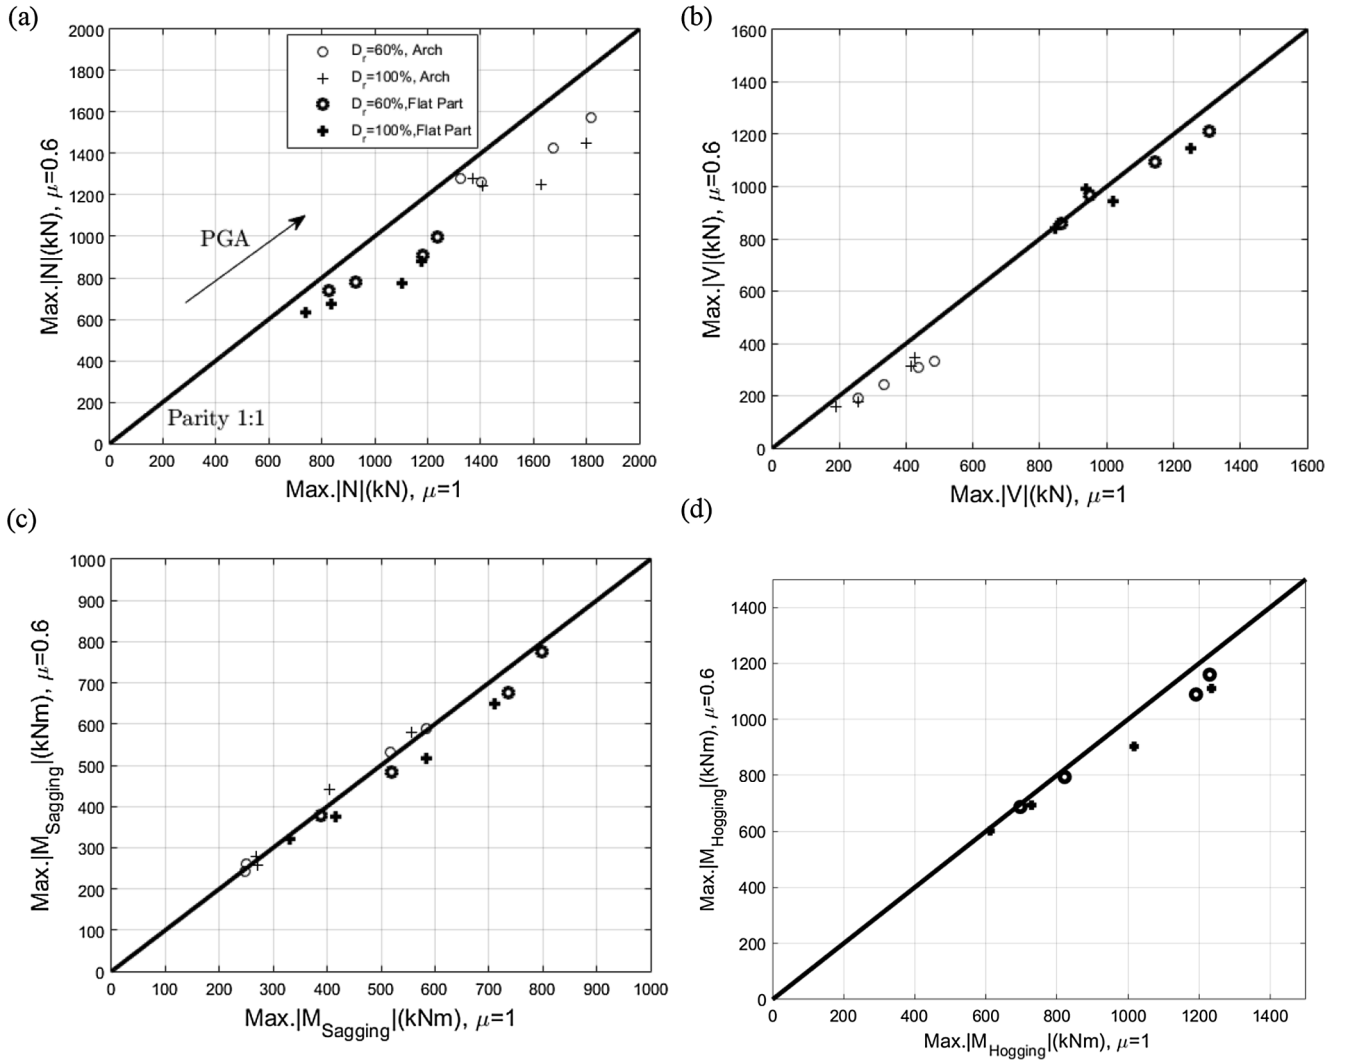 (a)
2000
1800
1600
1400
1200
1000
800
600
400
200
0
Max.|N|(kN), μ=0.6
D_r=60%, Arch
D_r=100%, Arch
D_r=60%,Flat Part
D_r=100%,Flat Part
PGA
Parity 1:1
0 200 400 600 800 1000 1200 1400 1600 1800 2000
Max.|N|(kN), μ=1
(b)
1600
1400
1200
1000
800
600
400
200
0
Max.|V|(kN), μ=0.6
0 200 400 600 800 1000 1200 1400 1600
Max.|V|(kN), μ=1
(c)
1000
900
800
700
600
500
400
300
200
100
0
Max.|M_Sagging|(kNm), μ=0.6
0 100 200 300 400 500 600 700 800 900 1000
Max.|M_Sagging|(kNm), μ=1
(d)
1400
1200
1000
800
600
400
200
0
Max.|M_Hogging|(kNm), μ=0.6
0 200 400 600 800 1000 1200 1400
Max.|M_Hogging|(kNm), μ=1